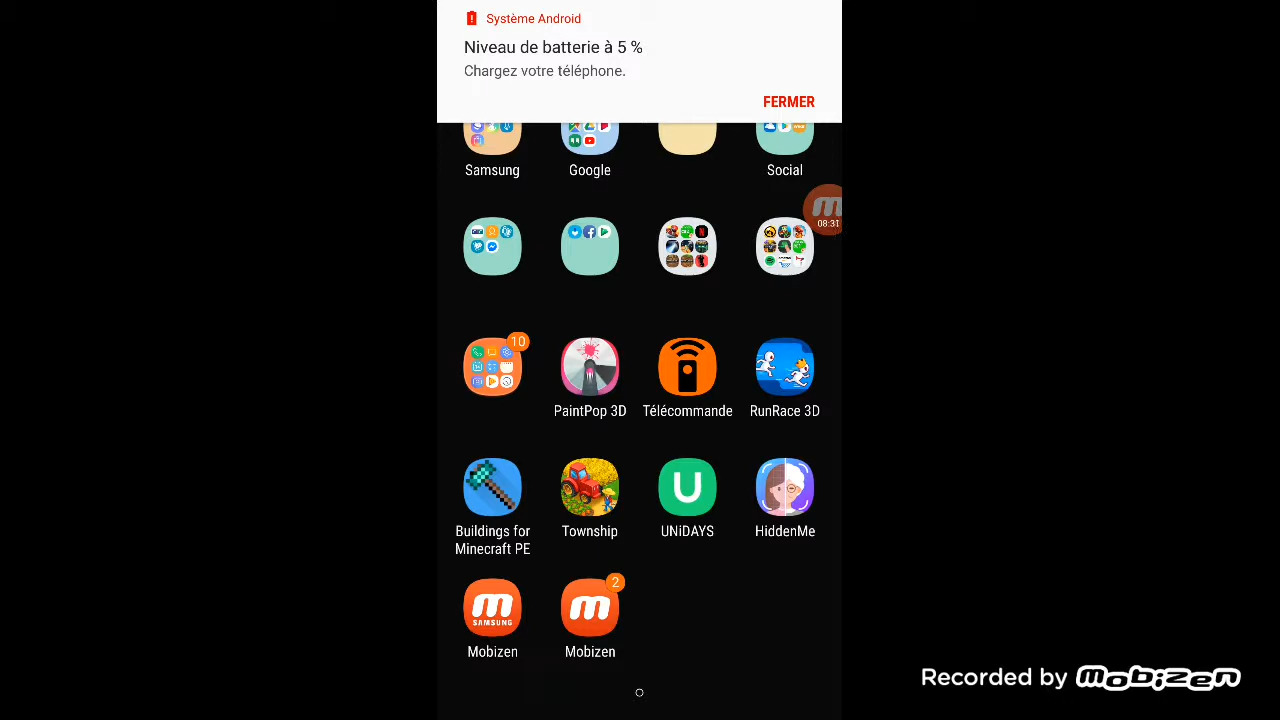 Système Android
Niveau de batterie à 5 %
Chargez votre téléphone.
FERMER
Samsung
Google
Social
08:31
10
PaintPop 3D
Télécommande
RunRace 3D
Buildings for
Minecraft PE
Township
U
UNiDAYS
HiddenMe
m
SAMSUNG
Mobizen
m
2
Mobizen
Recorded by mobizen